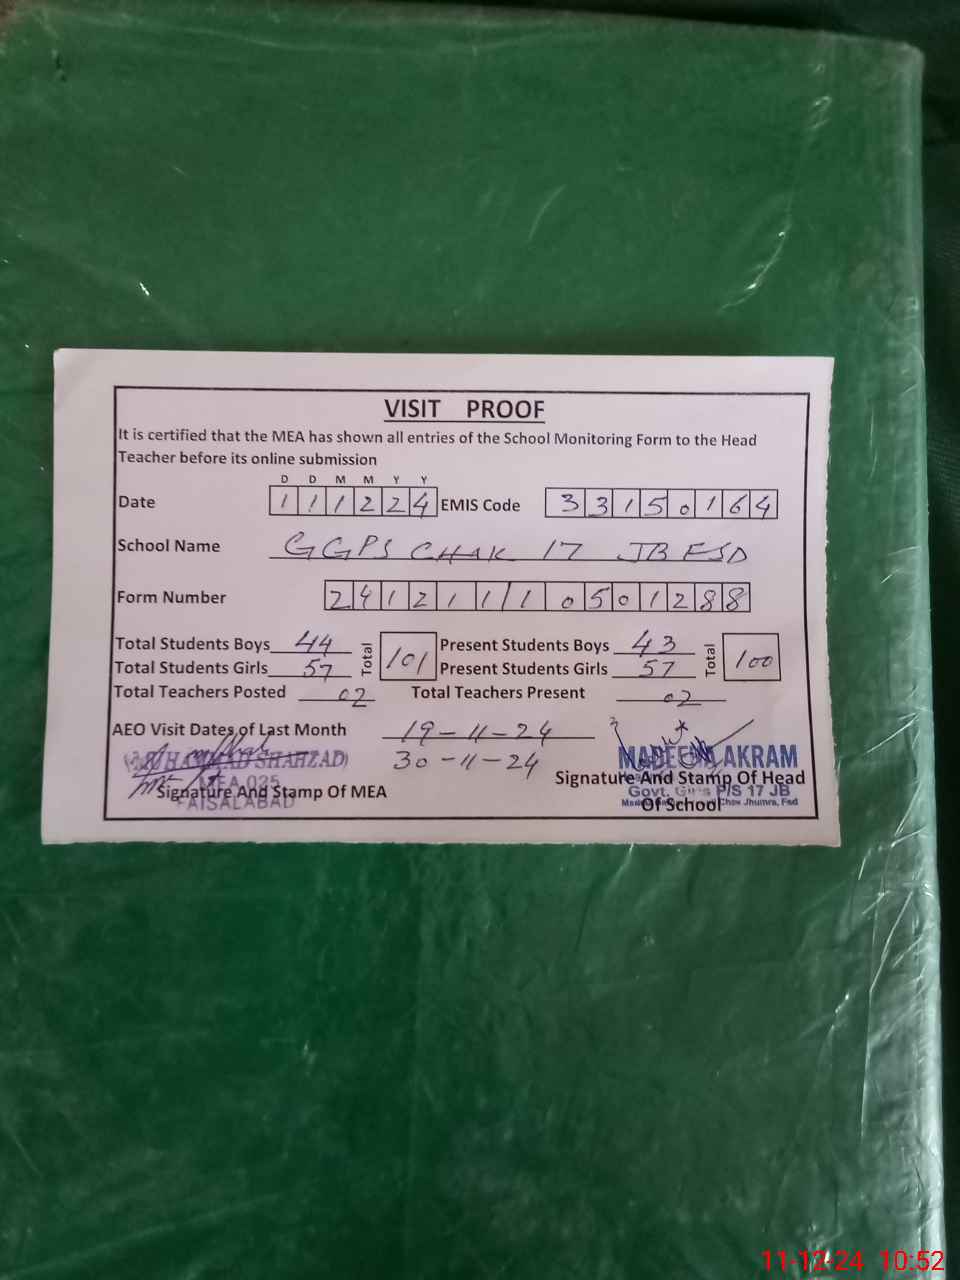 VISIT PROOF
It is certified that the MEA has shown all entries of the School Monitoring Form to the Head
Teacher before its online submission
D D M M Y Y
Date 111224 EMIS Code 33150164
School Name GGPS CHAK 17 JB FSD
Form Number 241211110501288
Total Students Boys 44 Total 101 Present Students Boys 43 Total 100
Total Students Girls 57 Present Students Girls 57
Total Teachers Posted 02 Total Teachers Present 02
AEO Visit Dates of Last Month 19-11-24
30-11-24
SHAHZAD)
MEA 025
FAISALABAD
Signature And Stamp Of MEA
MADEEHA AKRAM
Signature And Stamp Of Head
Govt. Girls P/S 17 JB
Of School
Chak Jhumra, Fsd
11-12-24 10:52